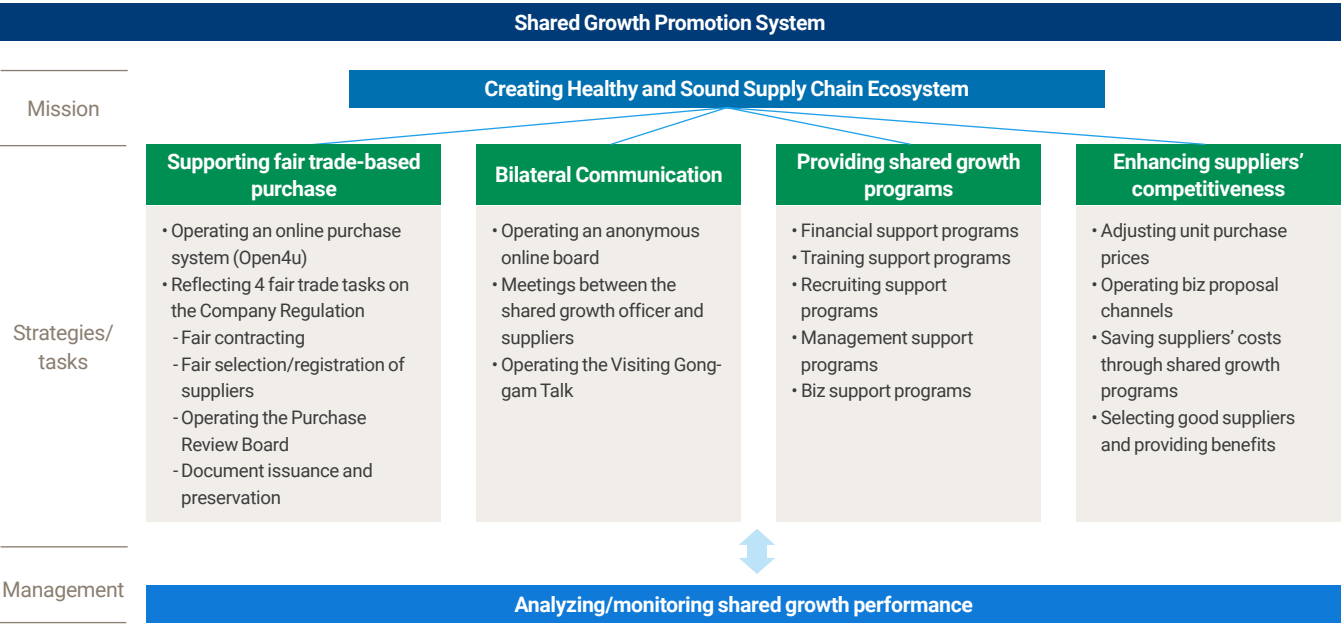 Shared Growth Promotion System
Mission
Creating Healthy and Sound Supply Chain Ecosystem
Strategies/
tasks
Supporting fair trade-based
purchase
• Operating an online purchase
system (Open4u)
• Reflecting 4 fair trade tasks on
the Company Regulation
- Fair contracting
- Fair selection/registration of
suppliers
- Operating the Purchase
Review Board
- Document issuance and
preservation
Bilateral Communication
• Operating an anonymous
online board
• Meetings between the
shared growth officer and
suppliers
• Operating the Visiting Gong-
gam Talk
Providing shared growth
programs
• Financial support programs
• Training support programs
• Recruiting support
programs
• Management support
programs
• Biz support programs
Enhancing suppliers’
competitiveness
• Adjusting unit purchase
prices
• Operating biz proposal
channels
• Saving suppliers’ costs
through shared growth
programs
• Selecting good suppliers
and providing benefits
Management
Analyzing/monitoring shared growth performance